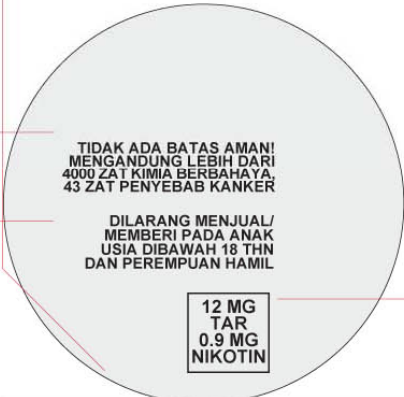 TIDAK ADA BATAS AMAN!
MENGANDUNG LEBIH DARI
4000 ZAT KIMIA BERBAHAYA,
43 ZAT PENYEBAB KANKER
DILARANG MENJUAL/
MEMBERI PADA ANAK
USIA DIBAWAH 18 THN
DAN PEREMPUAN HAMIL
12 MG
TAR
0.9 MG
NIKOTIN